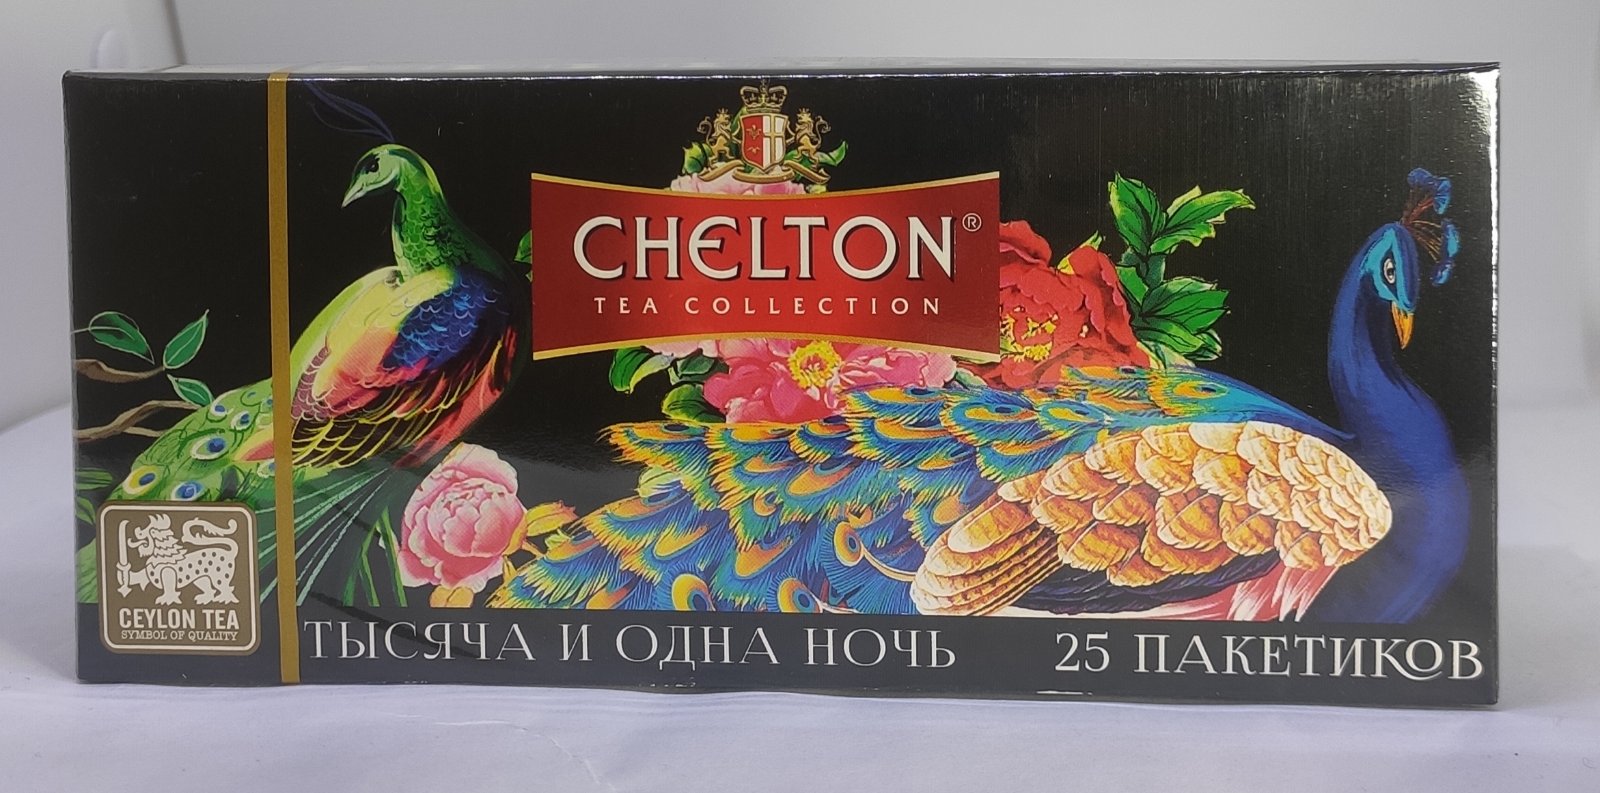 CHELTON®
TEA COLLECTION
CEYLON TEA
SYMBOL OF QUALITY
ТЫСЯЧА И ОДНА НОЧЬ 25 ПАКЕТИКОВ